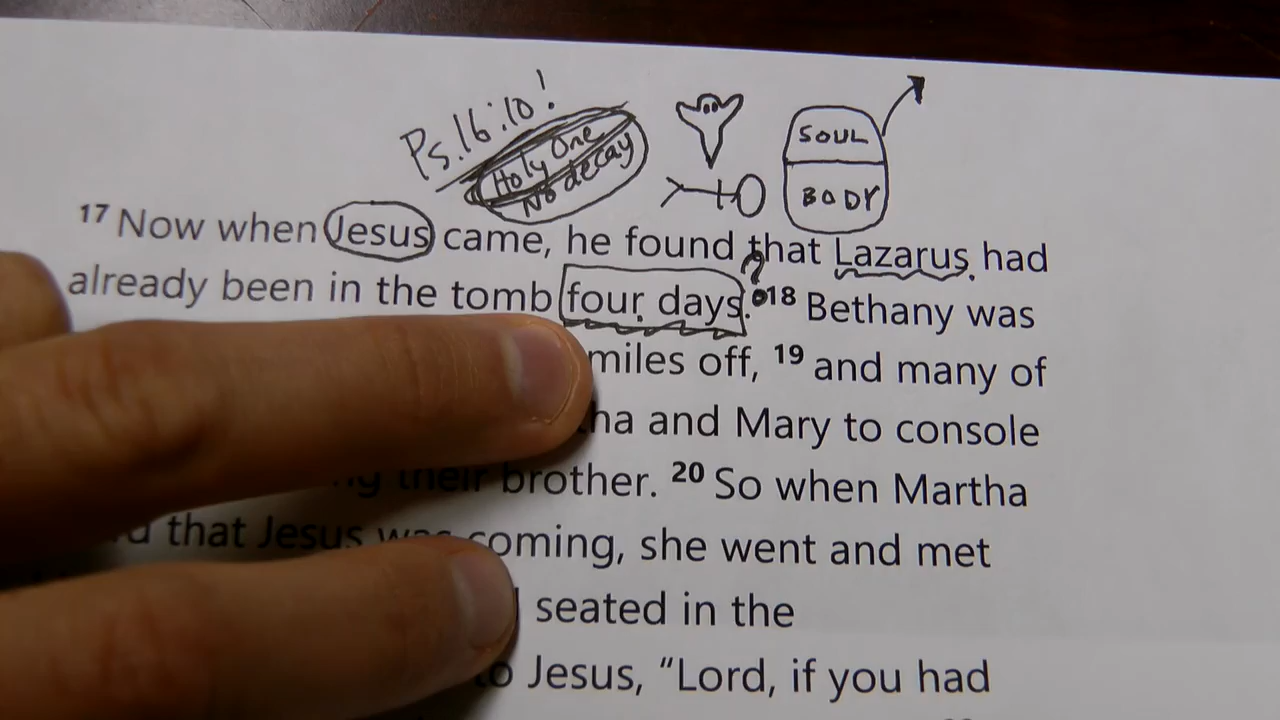 Ps.16:10!
Holy One
No decay
SOUL
BODY
17 Now when Jesus came, he found that Lazarus had
already been in the tomb four days. 18 Bethany was
miles off, 19 and many of
and Mary to console
their brother. 20 So when Martha
that Jesus was coming, she went and met
seated in the
to Jesus, “Lord, if you had